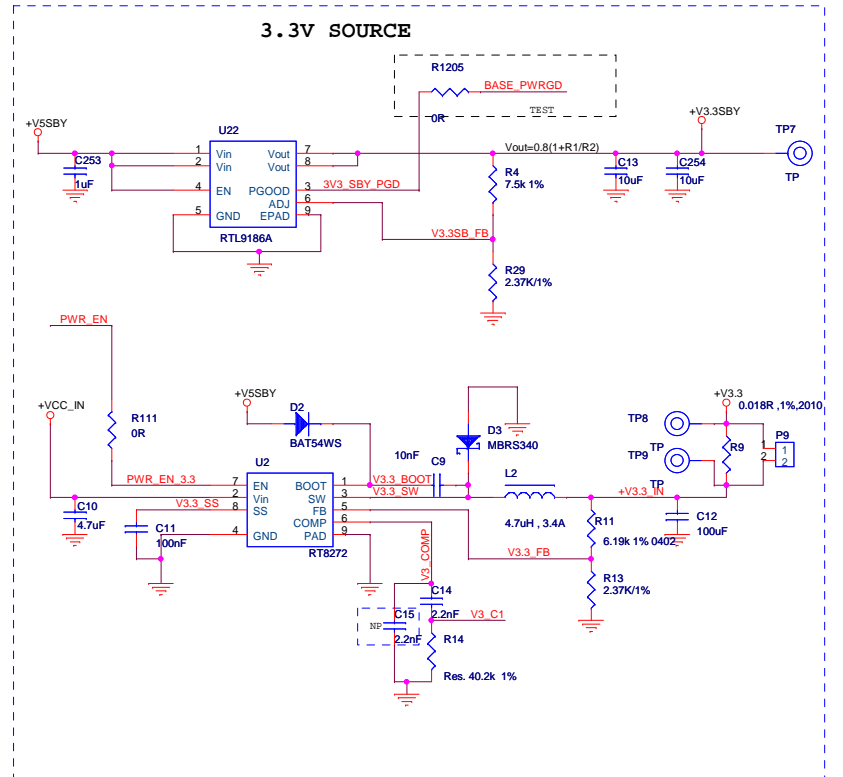 3.3V SOURCE
R1205
BASE_PWRGD
0R
TEST
+V5SBY
U22
C253
1uF
1 Vin Vout 7
2 Vin Vout 8
4 EN PGOOD 3
ADJ 6
5 GND EPAD 9
RTL9186A
3V3_SBY_PGD
Vout=0.8(1+R1/R2)
+V3.3SBY
TP7
TP
C13
10uF
C254
10uF
R4
7.5k 1%
V3.3SB_FB
R29
2.37K/1%
PWR_EN
+VCC_IN
R111
0R
+V5SBY
D2
BAT54WS
D3
MBRS340
+V3.3
0.018R ,1%,2010
TP8
TP
TP9
TP
R9
P9
1 1
2 2
U2
PWR_EN_3.3
7 EN BOOT 1
2 Vin SW 3
8 SS FB 5
COMP 6
4 GND PAD 9
RT8272
V3.3_BOOT
V3.3_SW
10nF
C9
L2
4.7uH , 3.4A
+V3.3_IN
C10
4.7uF
V3.3_SS
C11
100nF
R11
6.19k 1% 0402
C12
100uF
V3.3_FB
V3_COMP
R13
2.37K/1%
C14
2.2nF
V3_C1
C15
NP
2.2nF
R14
Res. 40.2k 1%